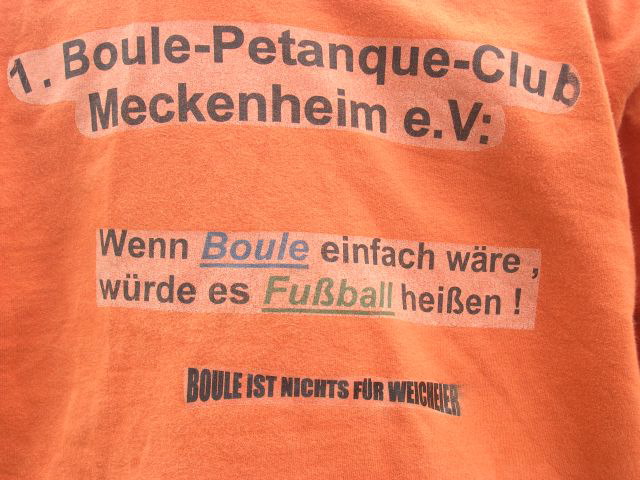 1. Boule-Petanque-Club
Meckenheim e.V:
Wenn Boule einfach wäre ,
würde es Fußball heißen !
BOULE IST NICHTS FÜR WEICHEIER